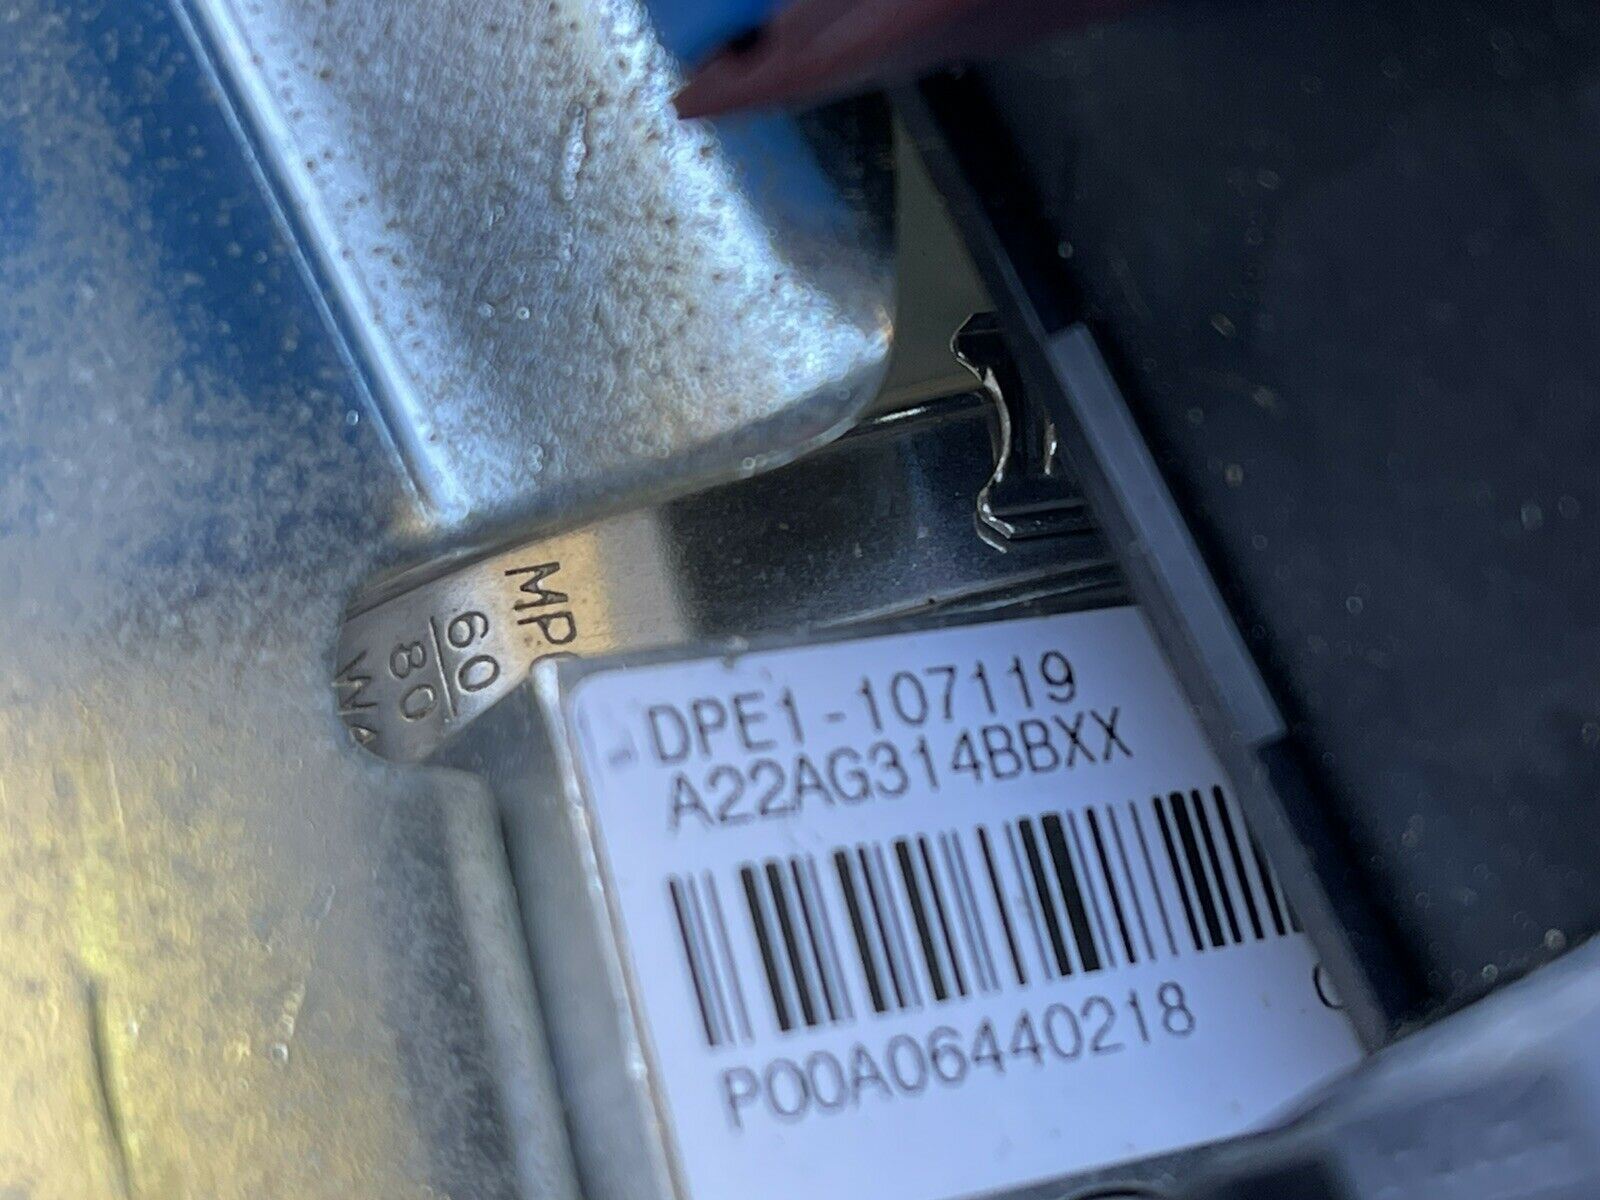 MP
60
80
DPE1-107119
A22AG314BBXX
P00A06440218